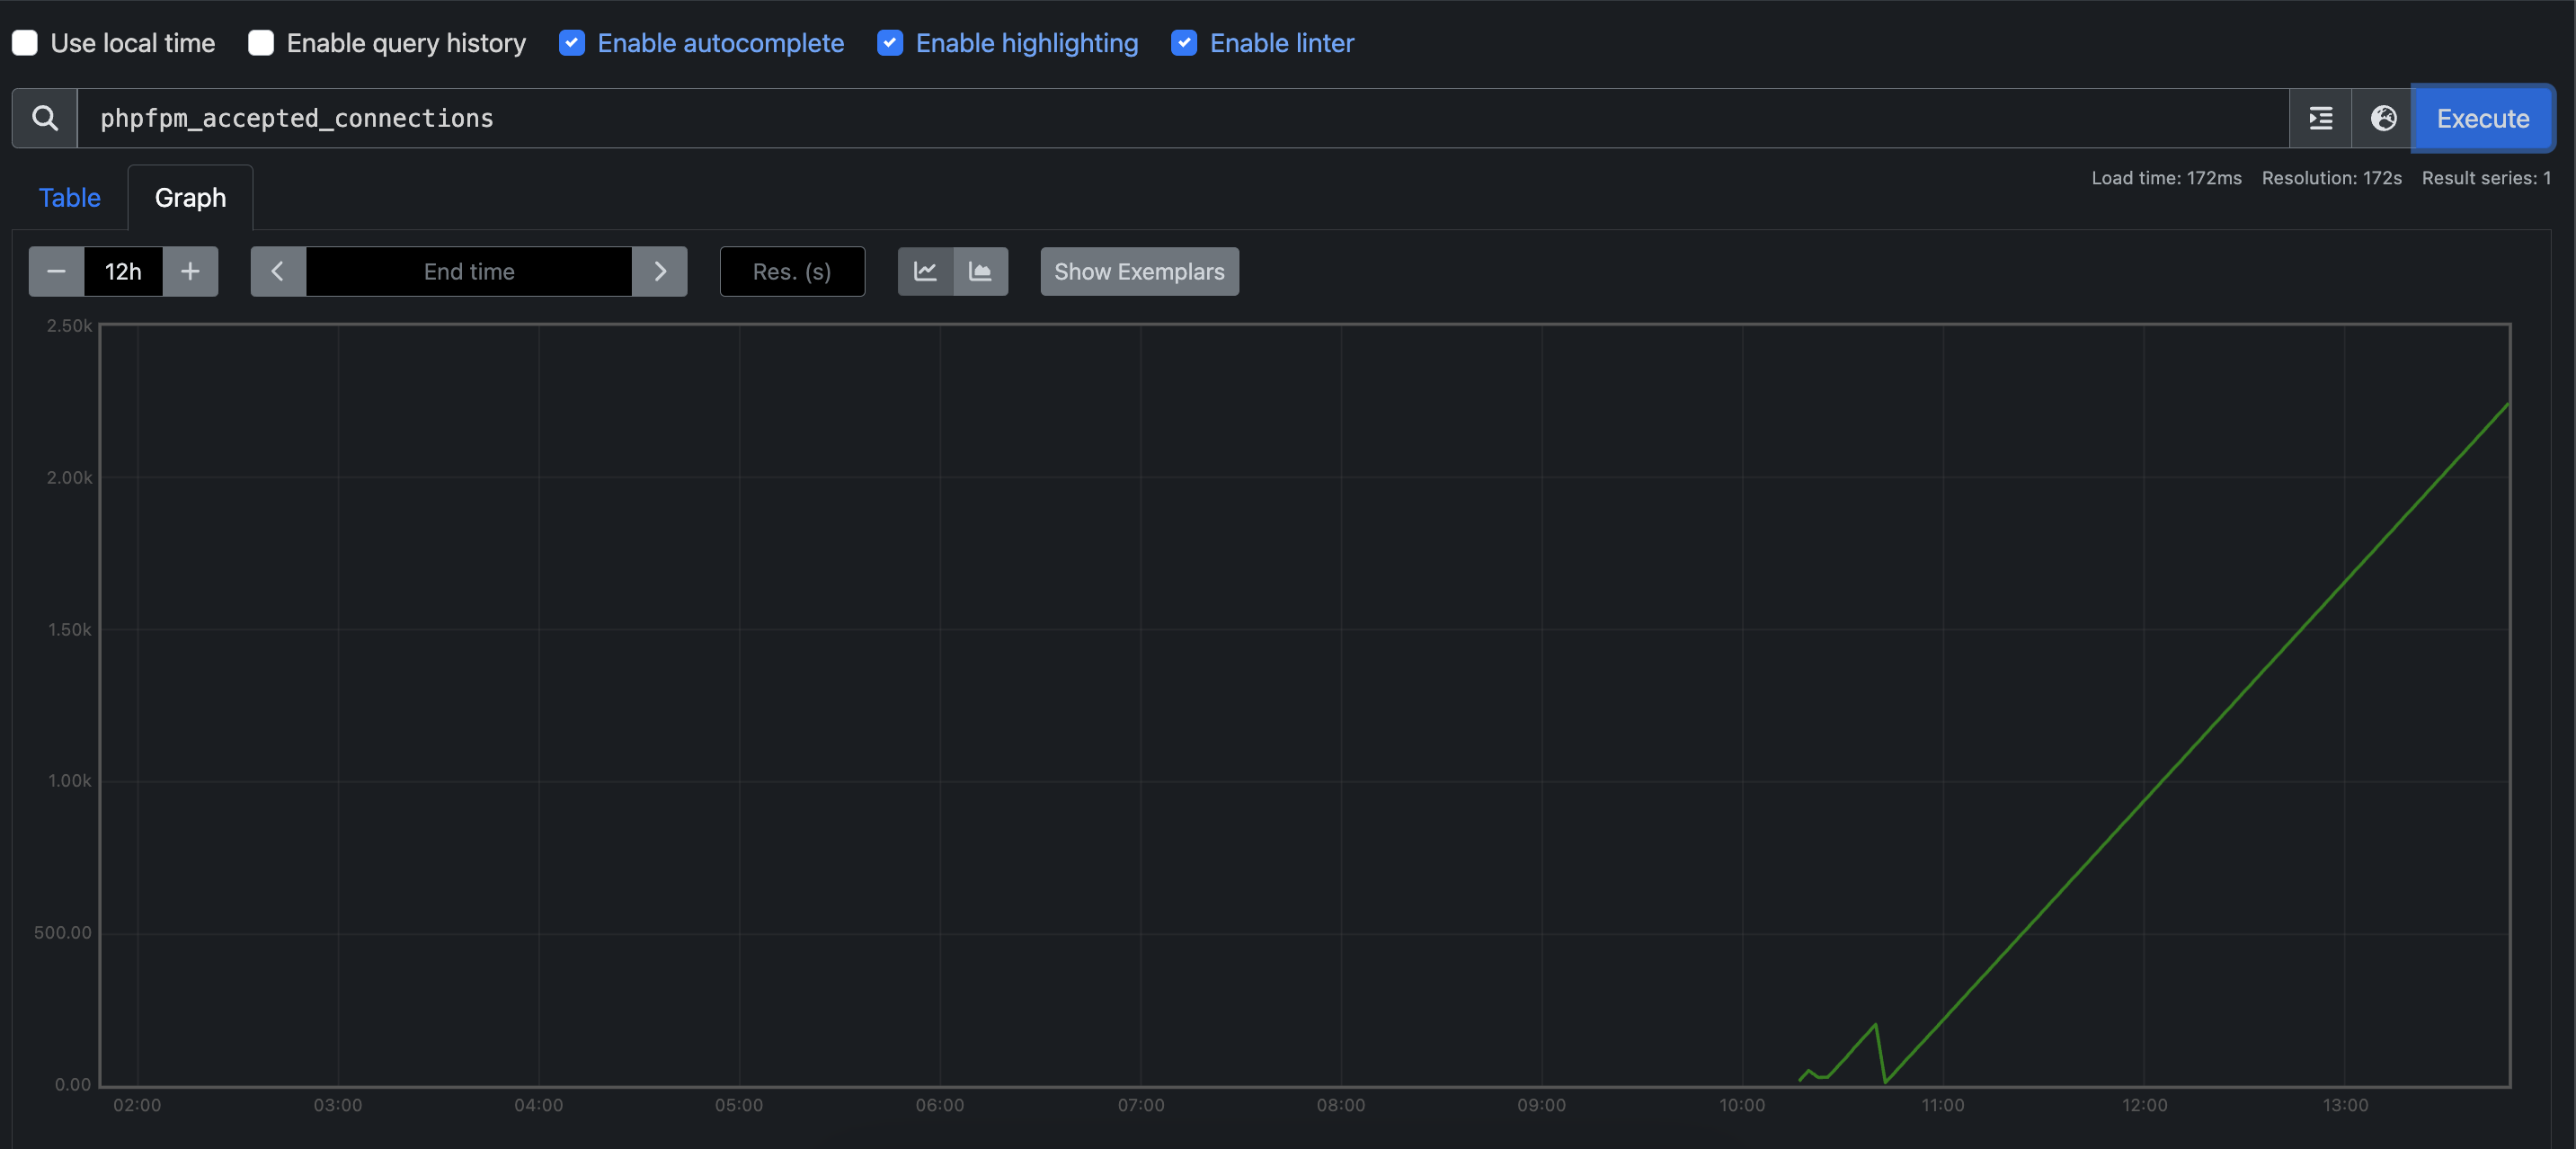 Use local time Enable query history Enable autocomplete Enable highlighting Enable linter
phpfpm_accepted_connections Execute
Load time: 172ms Resolution: 172s Result series: 1
Table Graph
12h End time Res. (s) Show Exemplars
2.50k
2.00k
1.50k
1.00k
500.00
0.00
02:00 03:00 04:00 05:00 06:00 07:00 08:00 09:00 10:00 11:00 12:00 13:00